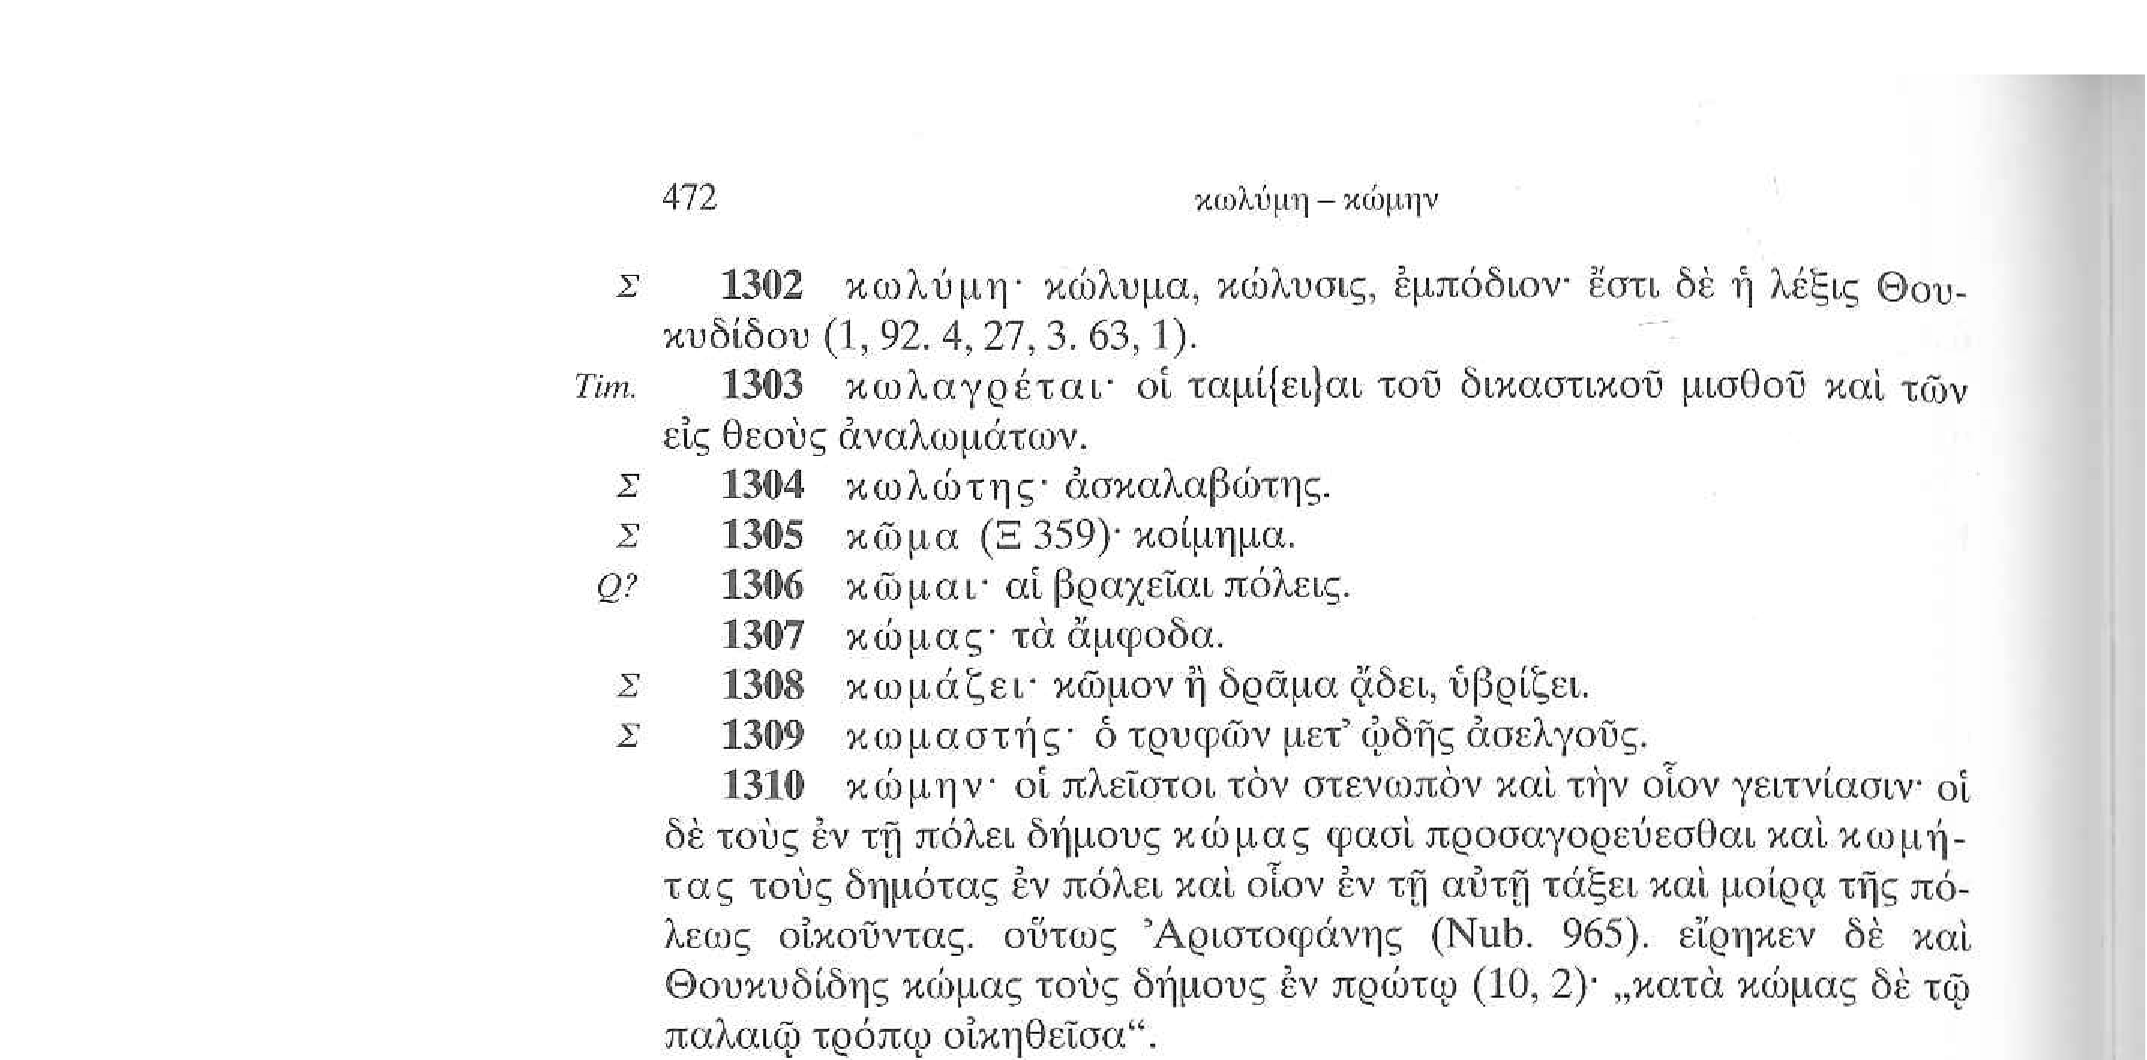 472 κωλύμη – κώμην
Σ 1302 κωλύμη· κώλυμα, κώλυσις, ἐμπόδιον· ἔστι δὲ ἡ λέξις Θου-
κυδίδου (1, 92. 4, 27, 3. 63, 1).
Tim. 1303 κωλαγρέται· οἱ ταμί{ει}αι τοῦ δικαστικοῦ μισθοῦ καὶ τῶν
εἰς θεοὺς ἀναλωμάτων.
Σ 1304 κωλώτης· ἀσκαλαβώτης.
Σ 1305 κῶμα (Ξ 359)· κοίμημα.
Q? 1306 κῶμαι· αἱ βραχεῖαι πόλεις.
1307 κώμας· τὰ ἄμφοδα.
Σ 1308 κωμάζει· κῶμον ἢ δρᾶμα ᾄδει, ὑβρίζει.
Σ 1309 κωμαστής· ὁ τρυφῶν μετ’ ᾠδῆς ἀσελγοῦς.
1310 κώμην· οἱ πλεῖστοι τὸν στενωπὸν καὶ τὴν οἷον γειτνίασιν· οἱ
δὲ τοὺς ἐν τῇ πόλει δήμους κώμας φασὶ προσαγορεύεσθαι καὶ κωμή-
τας τοὺς δημότας ἐν πόλει καὶ οἷον ἐν τῇ αὐτῇ τάξει καὶ μοίρᾳ τῆς πό-
λεως οἰκοῦντας. οὕτως Ἀριστοφάνης (Nub. 965). εἴρηκεν δὲ καὶ
Θουκυδίδης κώμας τοὺς δήμους ἐν πρώτῳ (10, 2)· „κατὰ κώμας δὲ τῷ
παλαιῷ τρόπῳ οἰκηθεῖσα“.